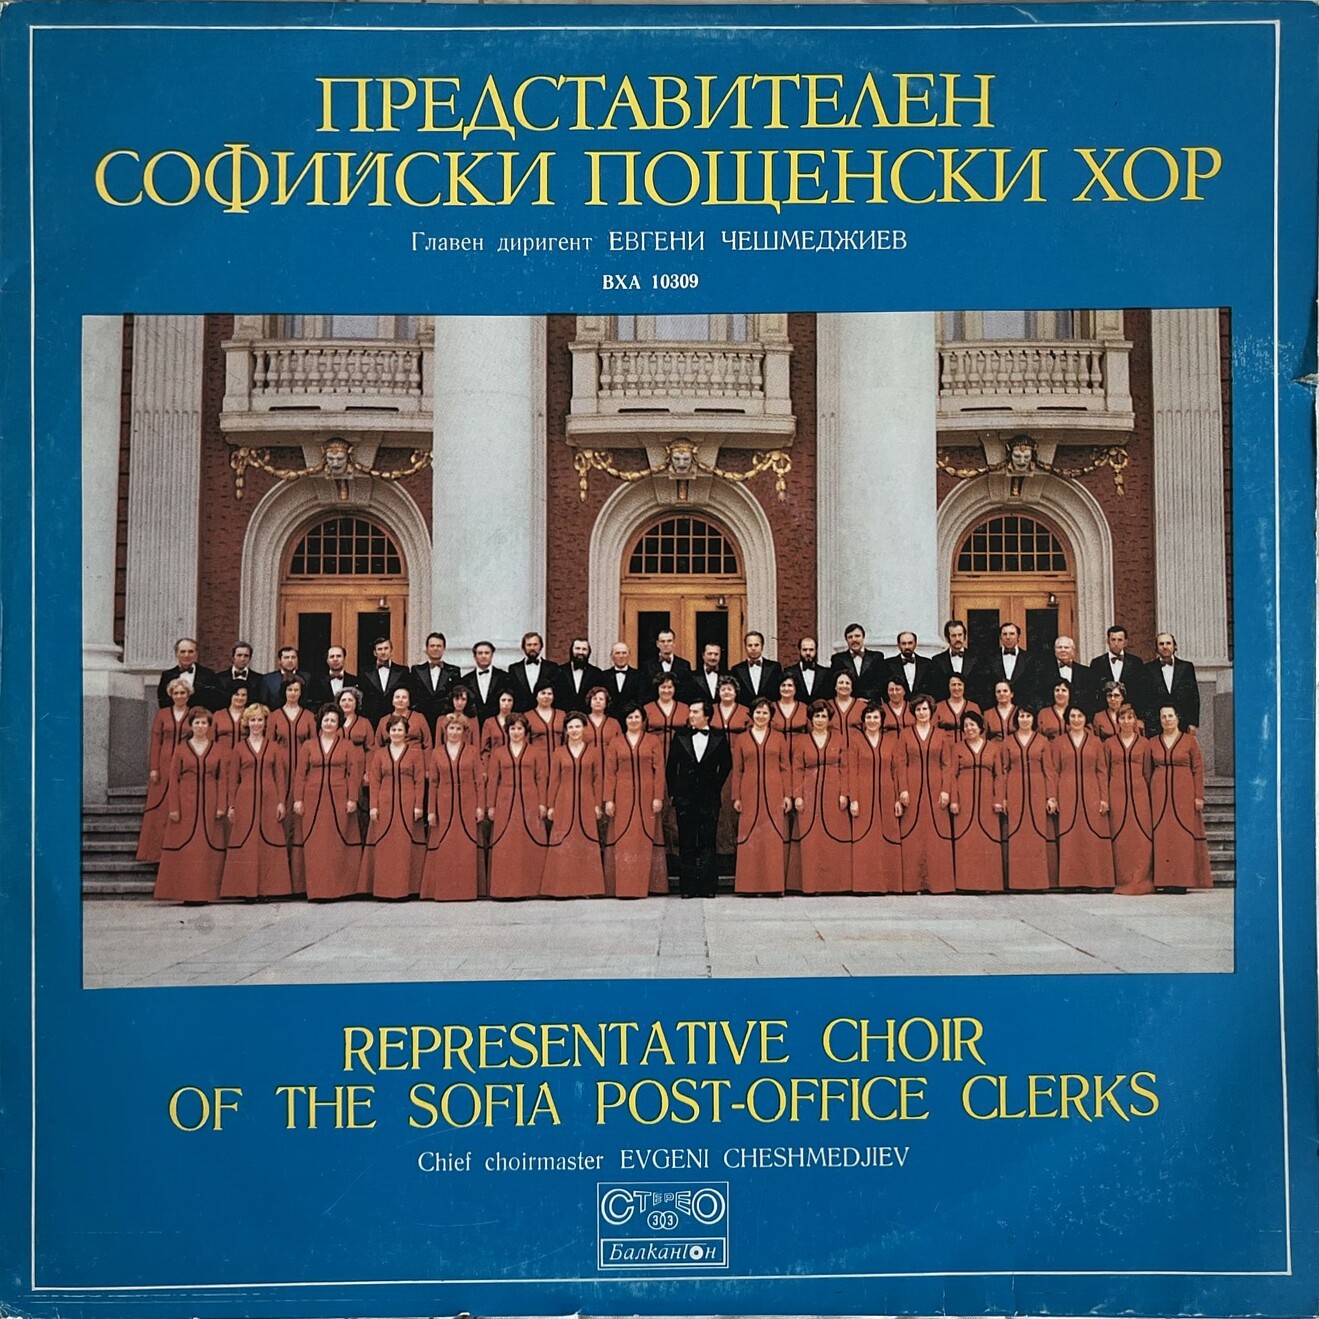 ПРЕДСТАВИТЕЛЕН
СОФИЙСКИ ПОЩЕНСКИ ХОР
Главен диригент ЕВГЕНИ ЧЕШМЕДЖИЕВ
ВХА 10309
REPRESENTATIVE CHOIR
OF THE SOFIA POST-OFFICE CLERKS
Chief choirmaster EVGENI CHESHMEDJIEV
СТЕРЕО
33
Балкантон